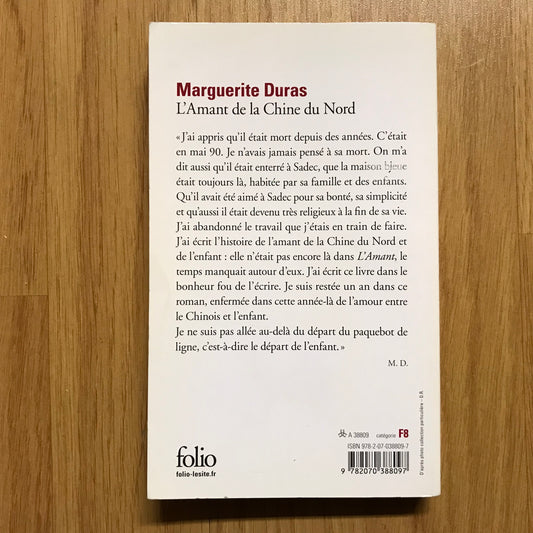 Marguerite Duras
L'Amant de la Chine du Nord
« J'ai appris qu'il était mort depuis des années. C'était
en mai 90. Je n'avais jamais pensé à sa mort. On m'a
dit aussi qu'il était enterré à Sadec, que la maison bleue
était toujours là, habitée par sa famille et des enfants.
Qu'il avait été aimé à Sadec pour sa bonté, sa simplicité
et qu'aussi il était devenu très religieux à la fin de sa vie.
J'ai abandonné le travail que j'étais en train de faire.
J'ai écrit l'histoire de l'amant de la Chine du Nord et
de l'enfant : elle n'était pas encore là dans L'Amant, le
temps manquait autour d'eux. J'ai écrit ce livre dans le
bonheur fou de l'écrire. Je suis restée un an dans ce
roman, enfermée dans cette année-là de l'amour entre
le Chinois et l'enfant.
Je ne suis pas allée au-delà du départ du paquebot de
ligne, c'est-à-dire le départ de l'enfant. »
M. D.
A 38809 catégorie F8
ISBN 978-2-07-038809-7
9 782070 388097
folio
folio-lesite.fr
D'après photo collection particulière – D.R.